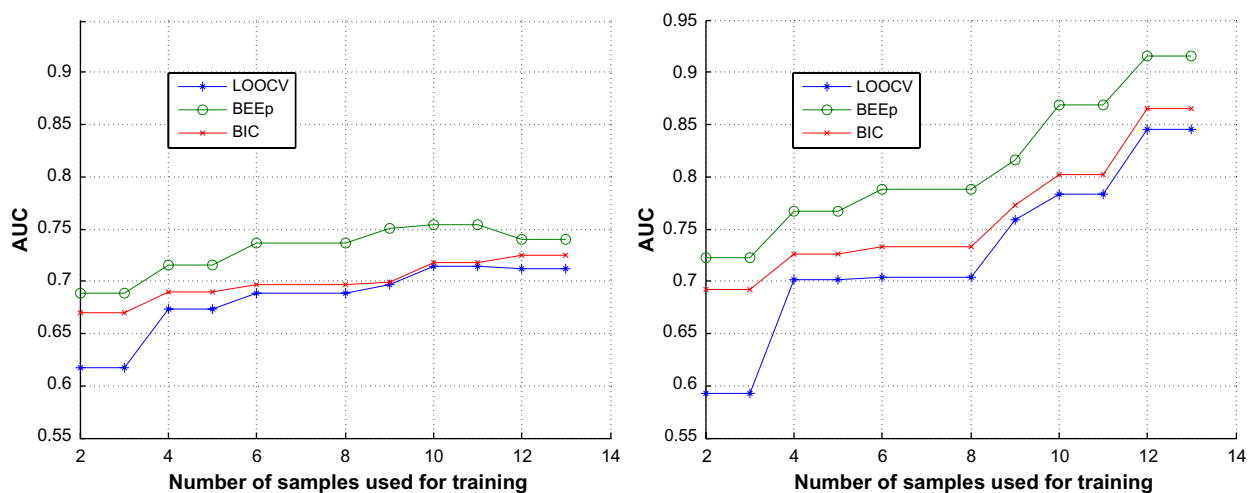 0.9
0.85
0.8
0.75
0.7
0.65
0.6
0.55
AUC
LOOCV
BEEp
BIC
2 4 6 8 10 12 14
Number of samples used for training
0.95
0.9
0.85
0.8
0.75
0.7
0.65
0.6
0.55
AUC
LOOCV
BEEp
BIC
2 4 6 8 10 12 14
Number of samples used for training